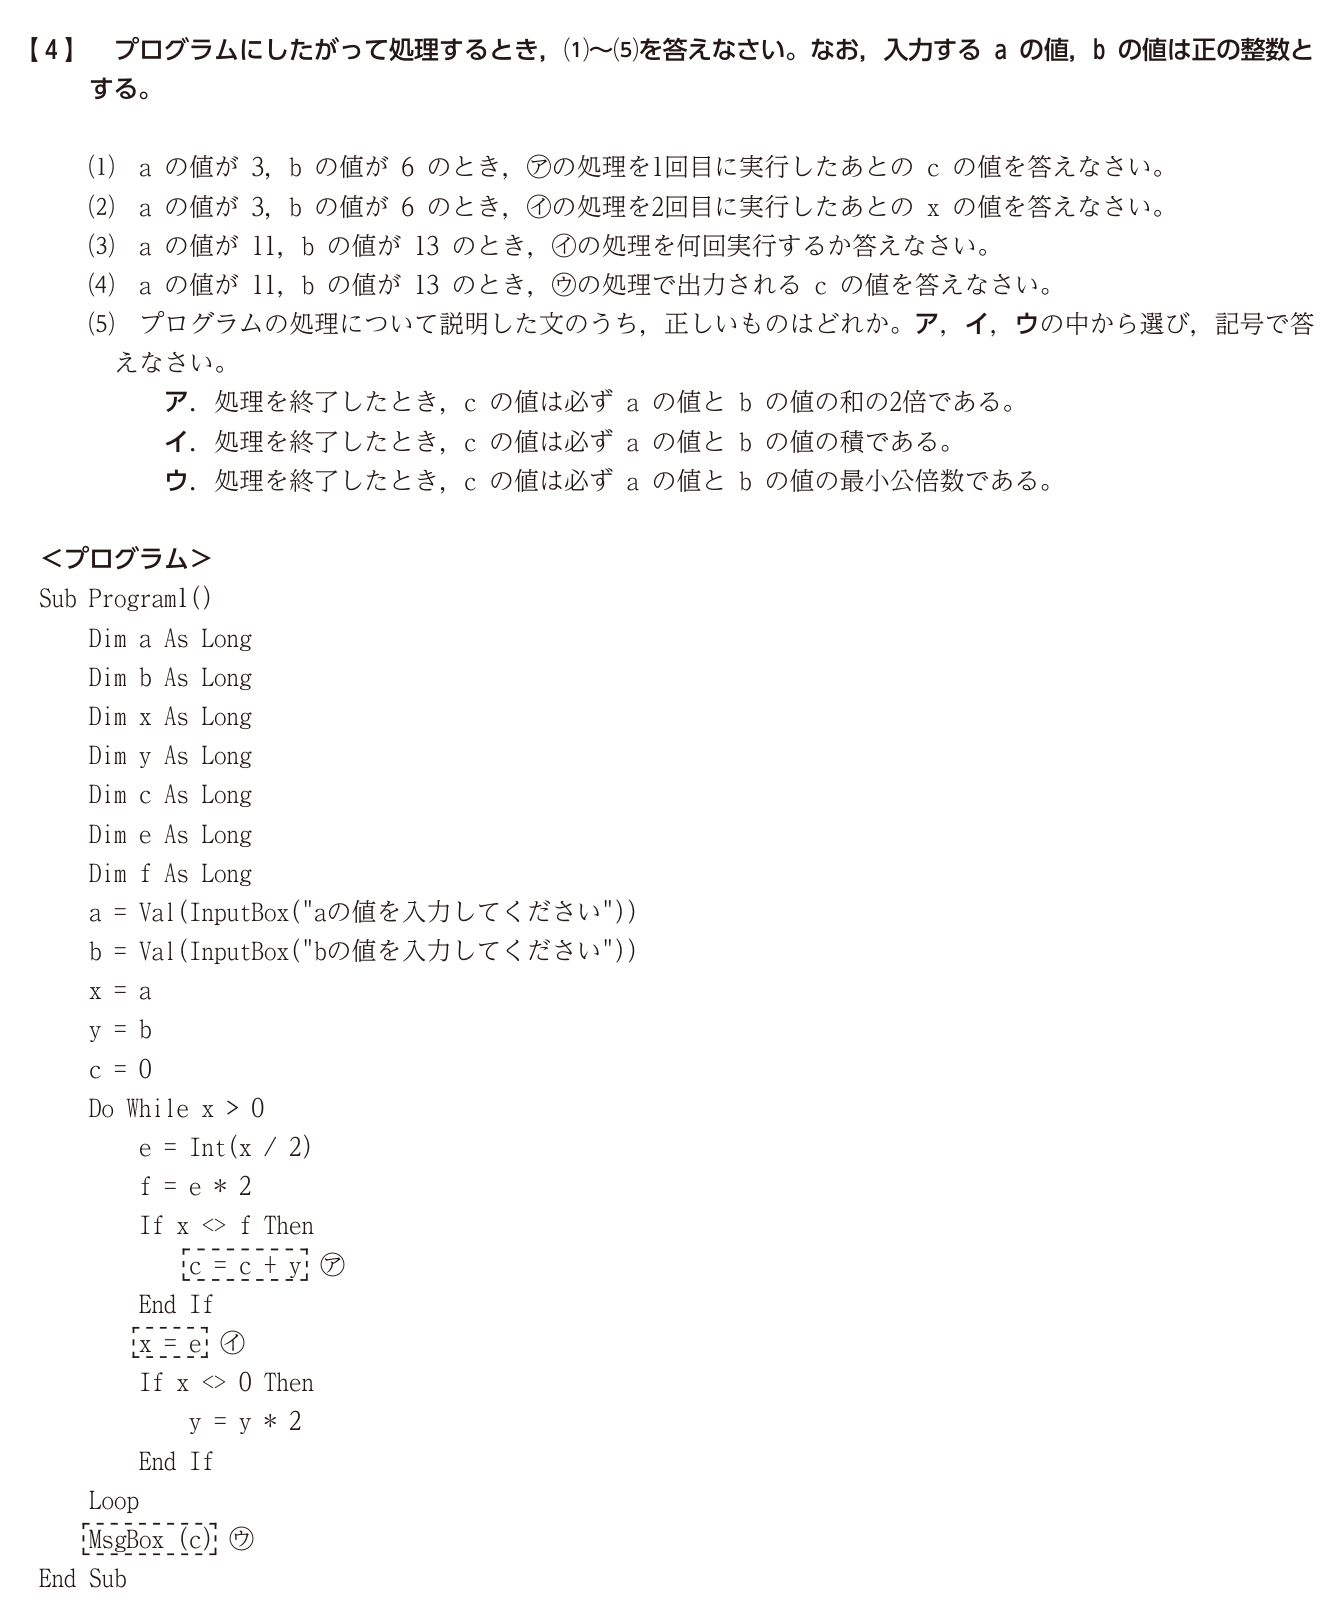 【4】　プログラムにしたがって処理するとき，⑴～⑸を答えなさい。なお，入力する a の値，b の値は正の整数と
する。
⑴　a の値が 3，b の値が 6 のとき，㋐の処理を1回目に実行したあとの c の値を答えなさい。
⑵　a の値が 3，b の値が 6 のとき，㋑の処理を2回目に実行したあとの x の値を答えなさい。
⑶　a の値が 11，b の値が 13 のとき，㋑の処理を何回実行するか答えなさい。
⑷　a の値が 11，b の値が 13 のとき，㋒の処理で出力される c の値を答えなさい。
⑸　プログラムの処理について説明した文のうち，正しいものはどれか。ア，イ，ウの中から選び，記号で答
えなさい。
ア．処理を終了したとき，c の値は必ず a の値と b の値の和の2倍である。
イ．処理を終了したとき，c の値は必ず a の値と b の値の積である。
ウ．処理を終了したとき，c の値は必ず a の値と b の値の最小公倍数である。
＜プログラム＞
Sub Program1()
Dim a As Long
Dim b As Long
Dim x As Long
Dim y As Long
Dim c As Long
Dim e As Long
Dim f As Long
a = Val(InputBox("aの値を入力してください"))
b = Val(InputBox("bの値を入力してください"))
x = a
y = b
c = 0
Do While x > 0
e = Int(x / 2)
f = e * 2
If x <> f Then
c = c + y ㋐
End If
x = e ㋑
If x <> 0 Then
y = y * 2
End If
Loop
MsgBox (c) ㋒
End Sub